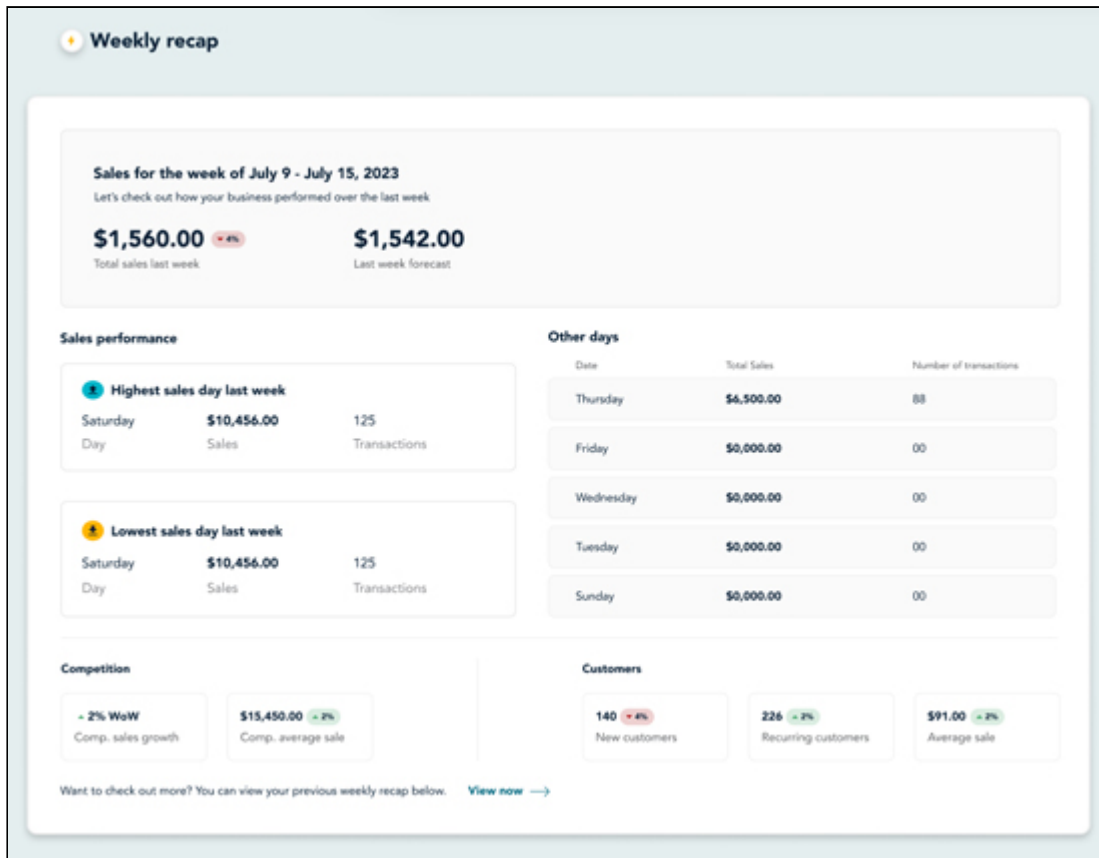 Weekly recap
Sales for the week of July 9 - July 15, 2023
Let's check out how your business performed over the last week
$1,560.00 4% $1,542.00
Total sales last week Last week forecast
Sales performance
Highest sales day last week
Saturday $10,456.00 125
Day Sales Transactions
Lowest sales day last week
Saturday $10,456.00 125
Day Sales Transactions
Other days
Date Total Sales Number of transactions
Thursday $6,500.00 88
Friday $0,000.00 00
Wednesday $0,000.00 00
Tuesday $0,000.00 00
Sunday $0,000.00 00
Competition
2% WoW $15,450.00 2%
Comp. sales growth Comp. average sale
Customers
140 4% 226 2% $91.00 2%
New customers Recurring customers Average sale
Want to check out more? You can view your previous weekly recap below. View now